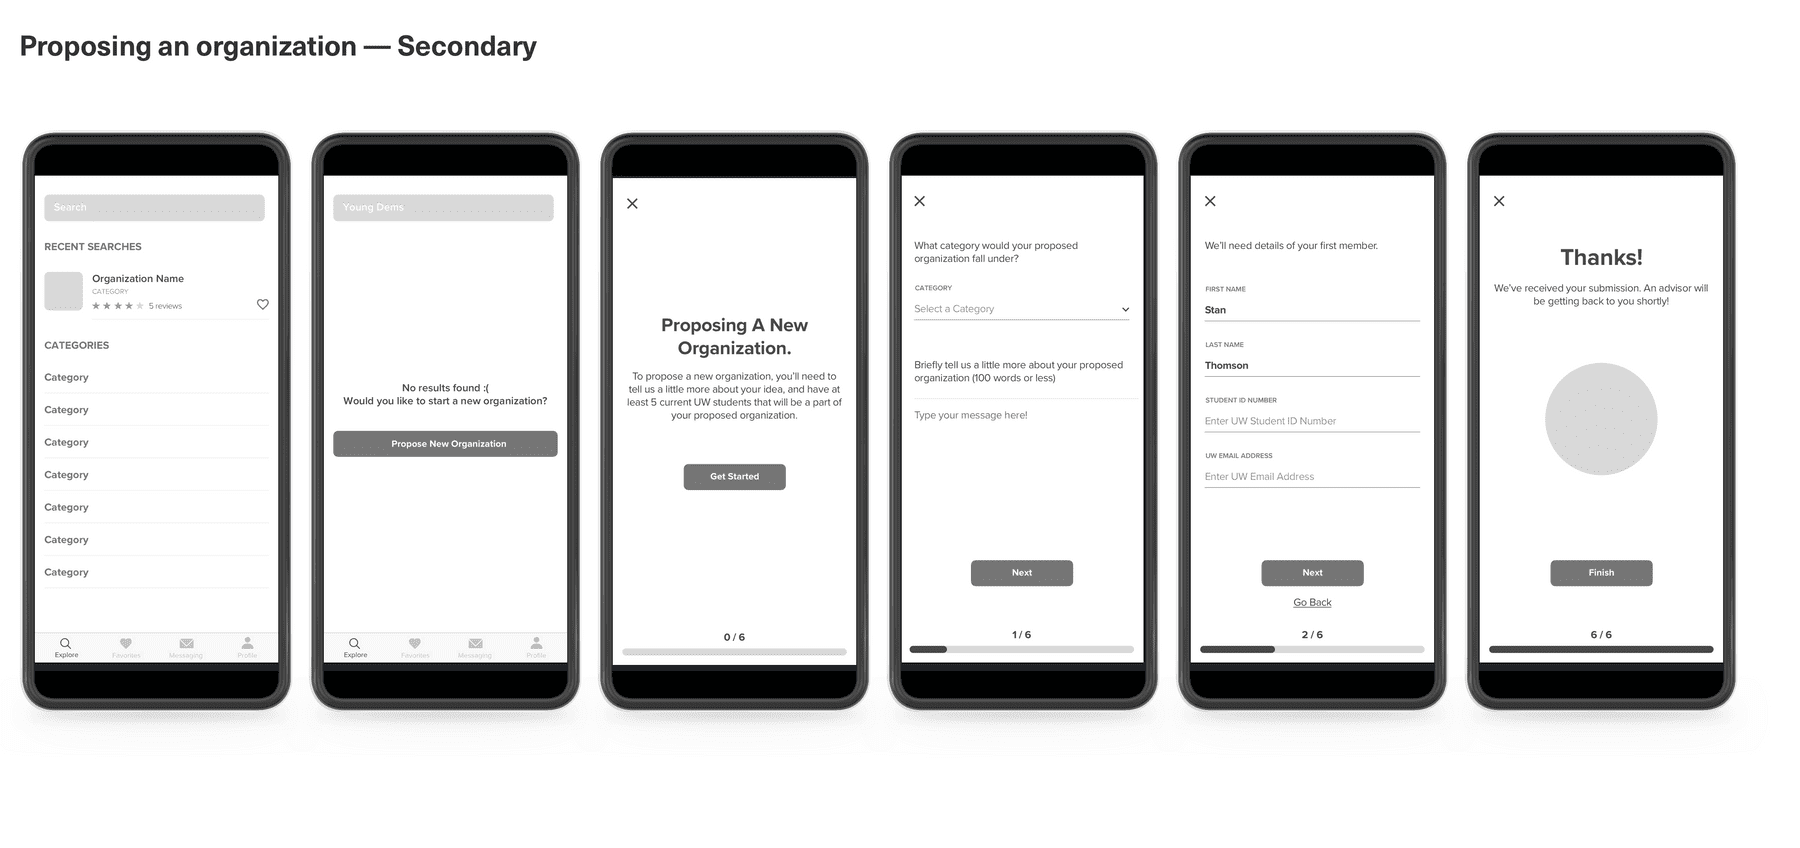 Proposing an organization — Secondary
Search
RECENT SEARCHES
Organization Name
CATEGORY
5 reviews
CATEGORIES
Category
Category
Category
Category
Category
Category
Category
Explore
Favorites
Messaging
Profile
Young Dems
No results found :(
Would you like to start a new organization?
Propose New Organization
Explore
Favorites
Messaging
Profile
Proposing A New
Organization.
To propose a new organization, you'll need to
tell us a little more about your idea, and have at
least 5 current UW students that will be a part of
your proposed organization.
Get Started
0 / 6
What category would your proposed
organization fall under?
CATEGORY
Select a Category
Briefly tell us a little more about your proposed
organization (100 words or less)
Type your message here!
Next
1 / 6
We'll need details of your first member.
FIRST NAME
Stan
LAST NAME
Thomson
STUDENT ID NUMBER
Enter UW Student ID Number
UW EMAIL ADDRESS
Enter UW Email Address
Next
Go Back
2 / 6
Thanks!
We've received your submission. An advisor will
be getting back to you shortly!
Finish
6 / 6